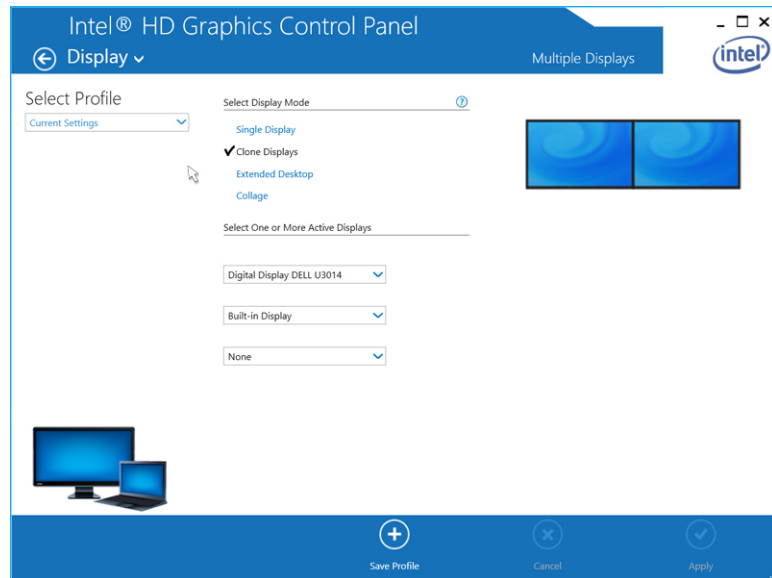 Intel® HD Graphics Control Panel
Display
Multiple Displays
intel
Select Profile
Current Settings
Select Display Mode
?
Single Display
Clone Displays
Extended Desktop
Collage
Select One or More Active Displays
Digital Display DELL U3014
Built-in Display
None
Save Profile
Cancel
Apply